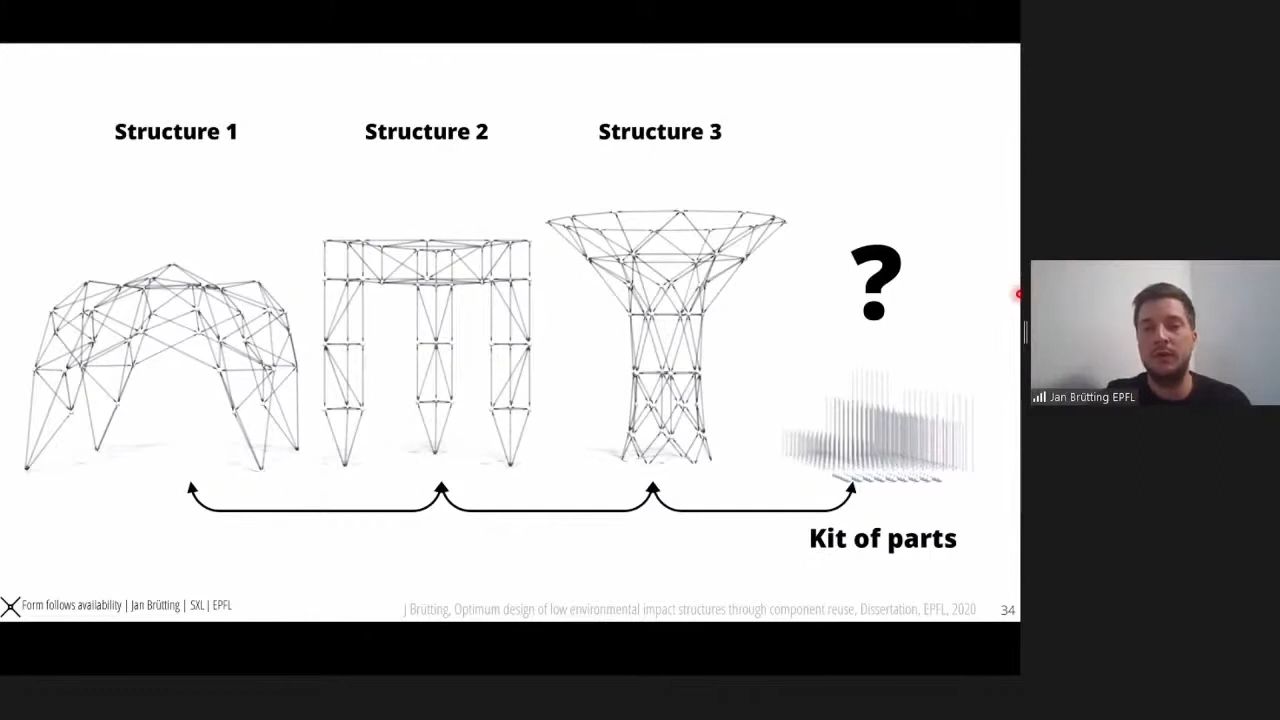 Structure 1
Structure 2
Structure 3
?
Kit of parts
Jan Brütting EPFL
Form follows availability | Jan Brütting | SXL | EPFL
J Brütting, Optimum design of low environmental impact structures through component reuse, Dissertation, EPFL, 2020
34